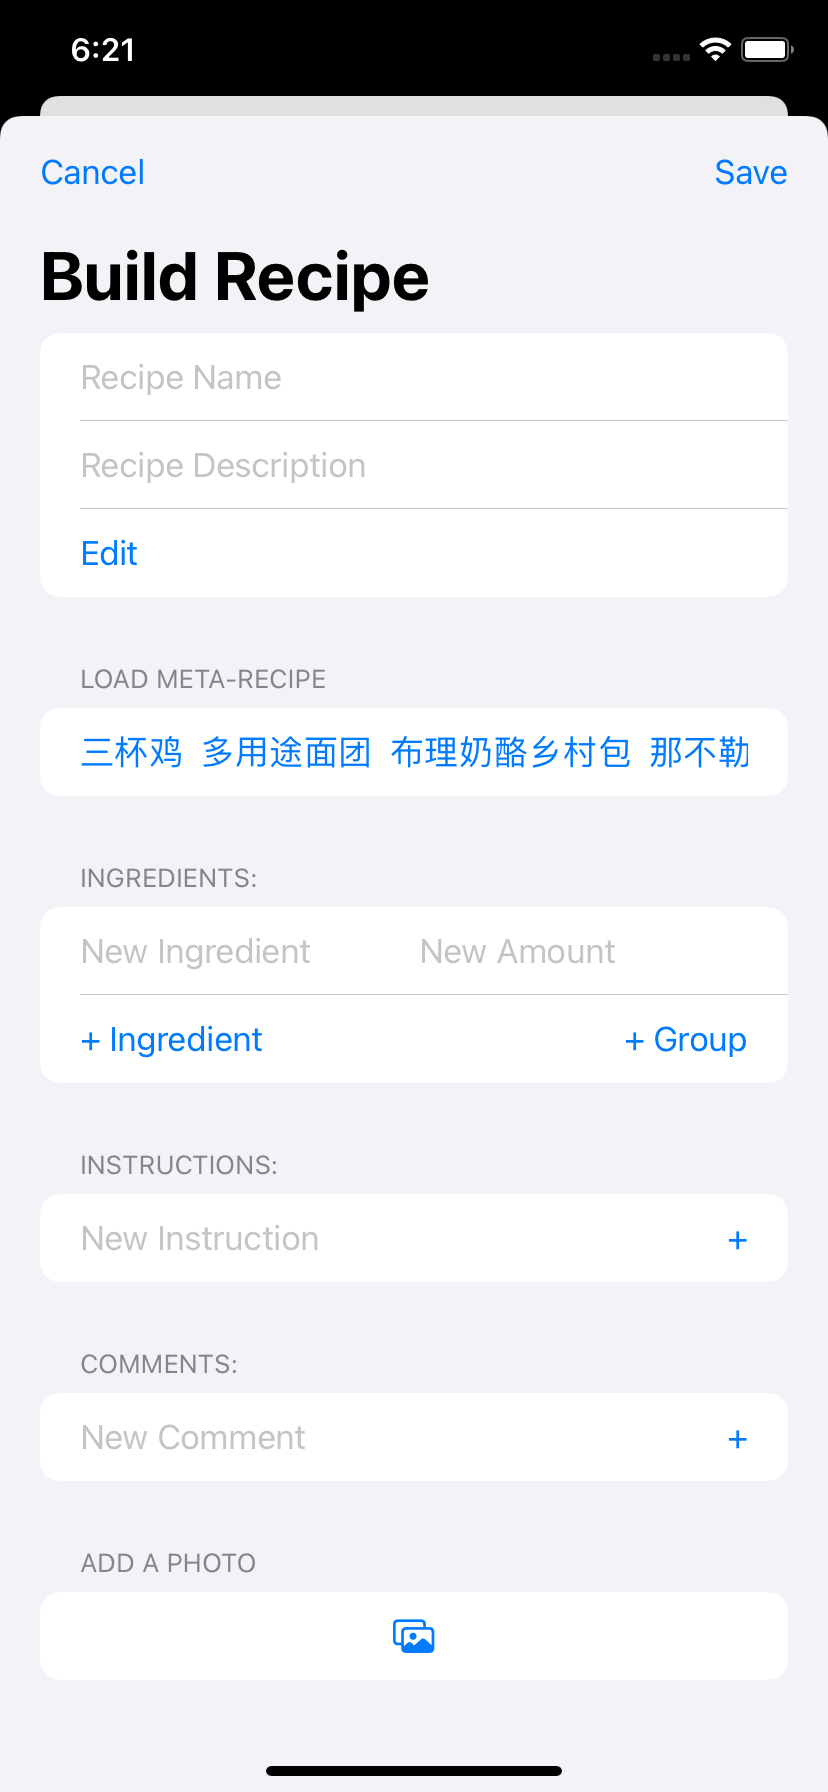 6:21
Cancel Save
Build Recipe
Recipe Name
Recipe Description
Edit
LOAD META-RECIPE
三杯鸡 多用途面团 布理奶酪乡村包 那不勒
INGREDIENTS:
New Ingredient New Amount
+ Ingredient + Group
INSTRUCTIONS:
New Instruction +
COMMENTS:
New Comment +
ADD A PHOTO